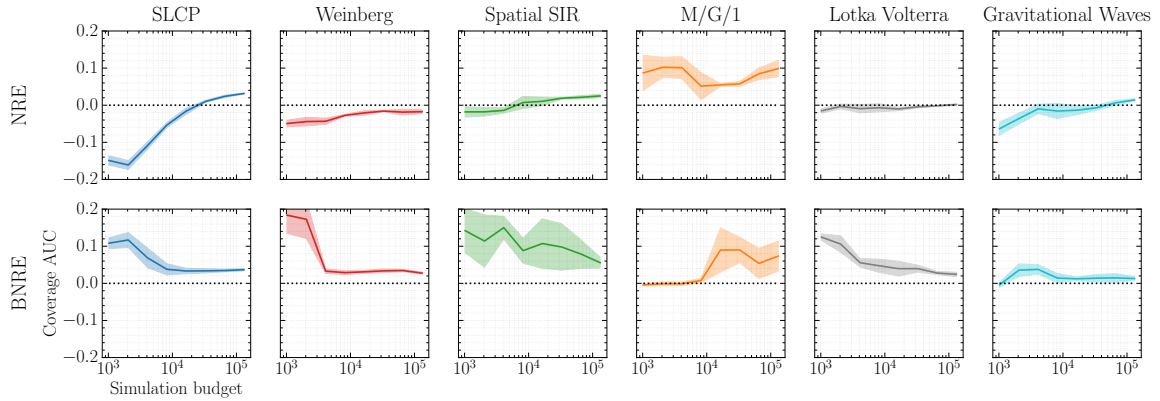 SLCP
Weinberg
Spatial SIR
M/G/1
Lotka Volterra
Gravitational Waves
NRE
0.2
0.1
0.0
−0.1
−0.2
BNRE
Coverage AUC
0.2
0.1
0.0
−0.1
−0.2
10³ 10⁴ 10⁵
10³ 10⁴ 10⁵
10³ 10⁴ 10⁵
10³ 10⁴ 10⁵
10³ 10⁴ 10⁵
10³ 10⁴ 10⁵
Simulation budget